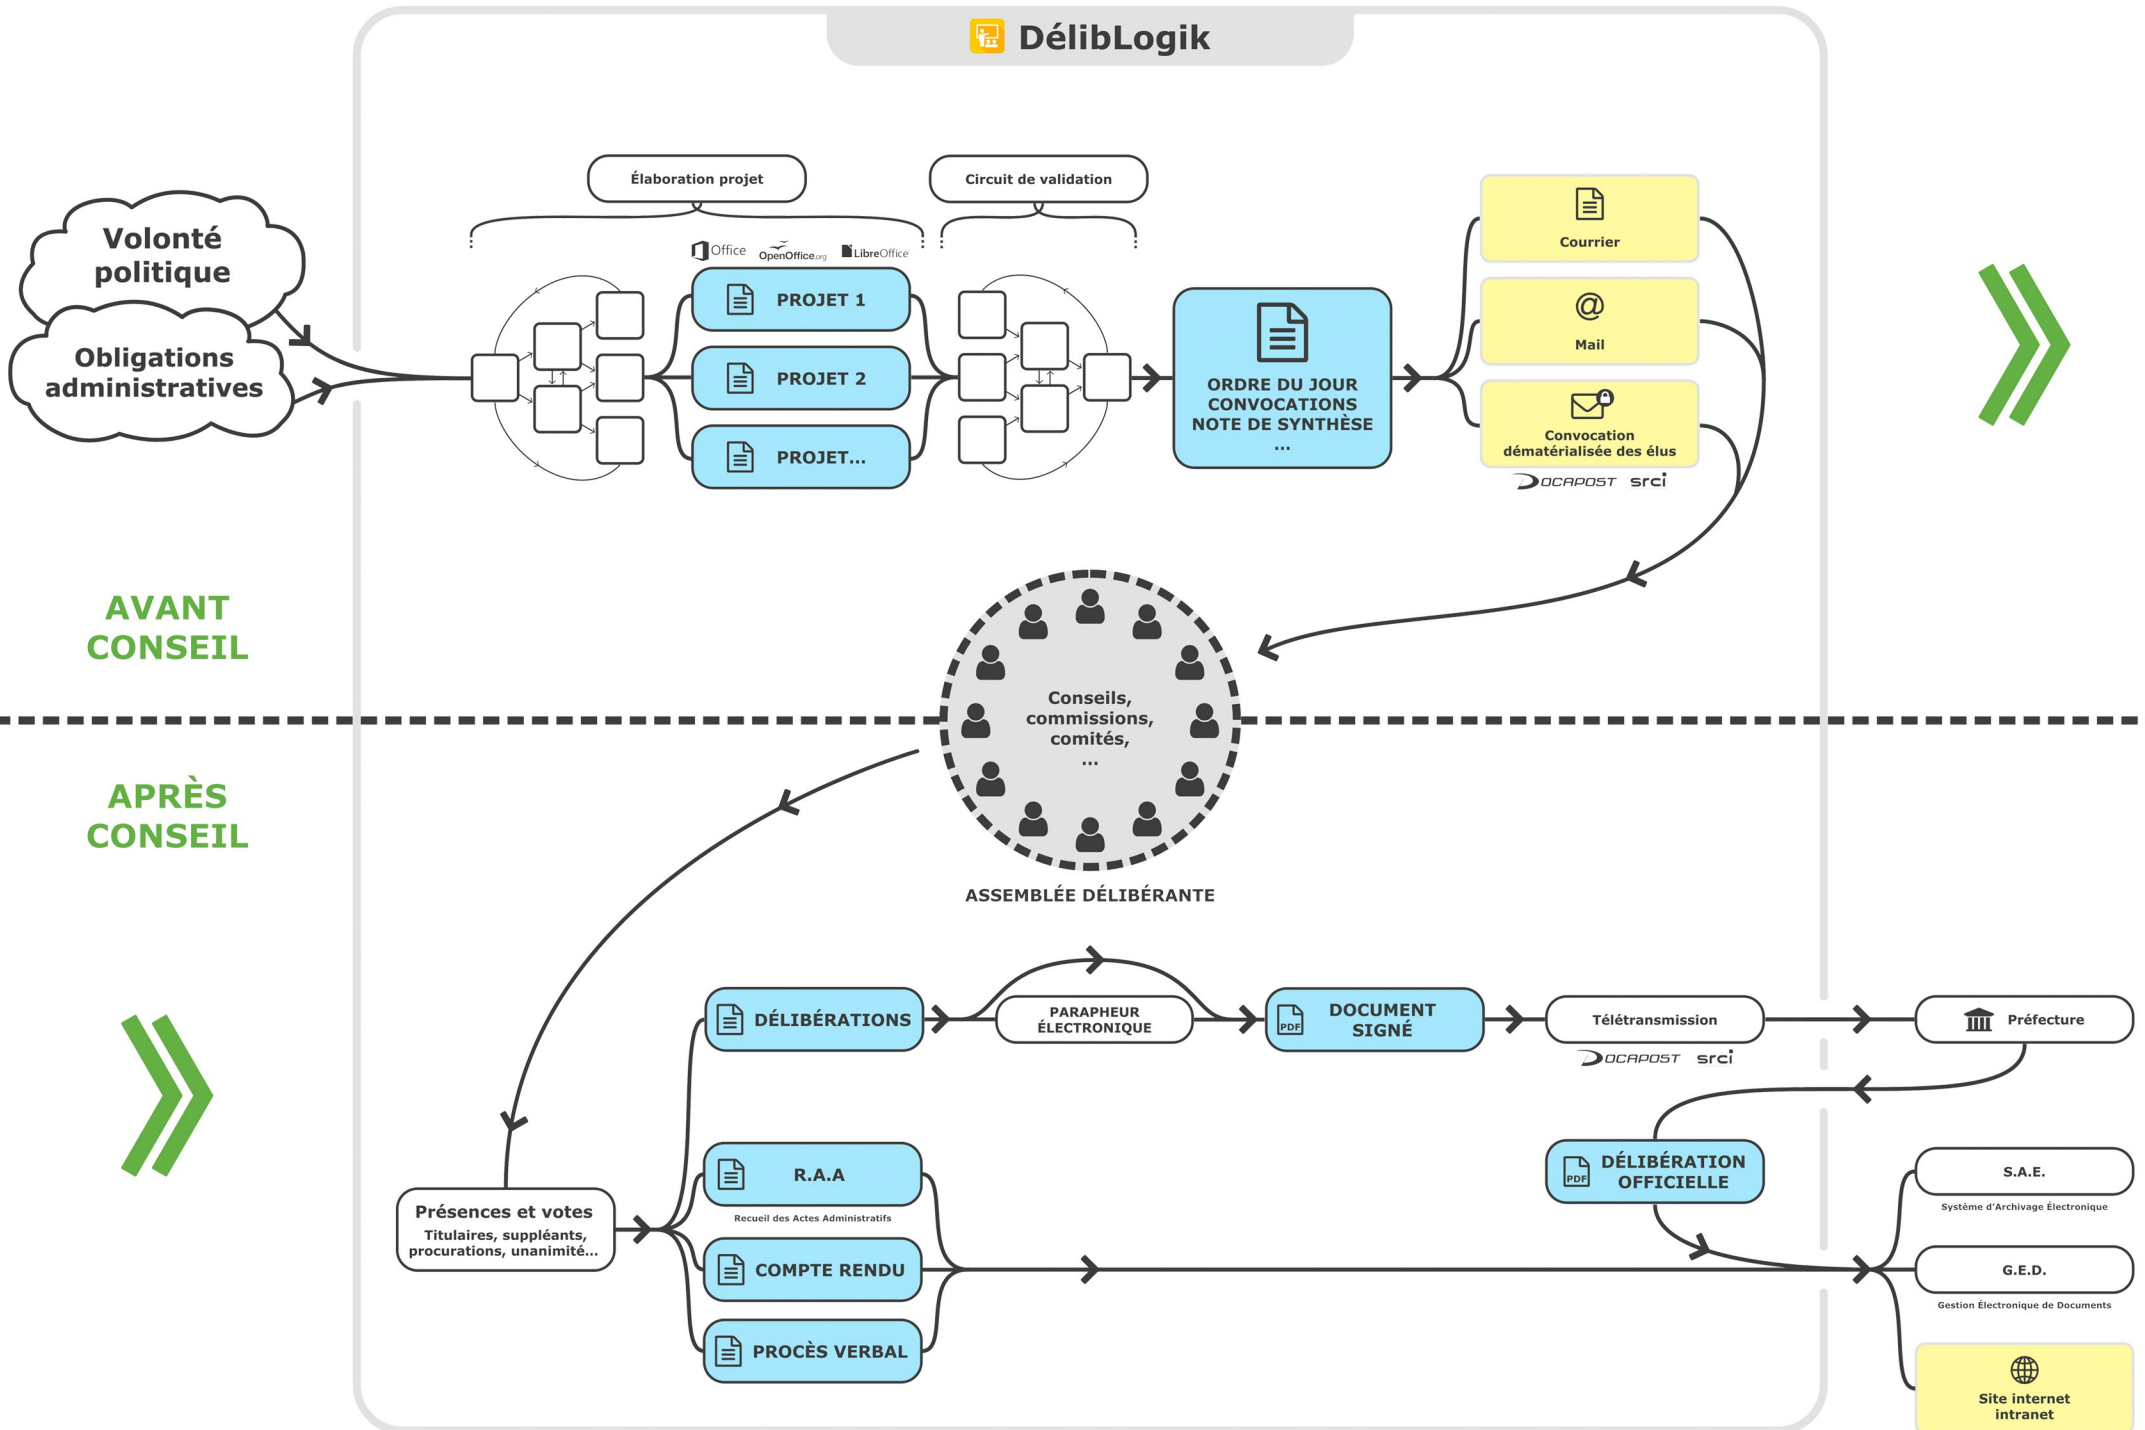 DélibLogik
Élaboration projet
Circuit de validation
Volonté
politique
Obligations
administratives
Office
OpenOffice.org
LibreOffice
PROJET 1
PROJET 2
PROJET...
ORDRE DU JOUR
CONVOCATIONS
NOTE DE SYNTHÈSE
...
Courrier
@
Mail
Convocation
dématérialisée des élus
DOCAPOST srci
AVANT
CONSEIL
Conseils,
commissions,
comités,
...
ASSEMBLÉE DÉLIBÉRANTE
APRÈS
CONSEIL
Présences et votes
Titulaires, suppléants,
procurations, unanimité...
DÉLIBÉRATIONS
PARAPHEUR
ÉLECTRONIQUE
PDF
DOCUMENT
SIGNÉ
Télétransmission
DOCAPOST srci
Préfecture
R.A.A
Recueil des Actes Administratifs
COMPTE RENDU
PROCÈS VERBAL
PDF
DÉLIBÉRATION
OFFICIELLE
S.A.E.
Système d'Archivage Électronique
G.E.D.
Gestion Électronique de Documents
Site internet
intranet